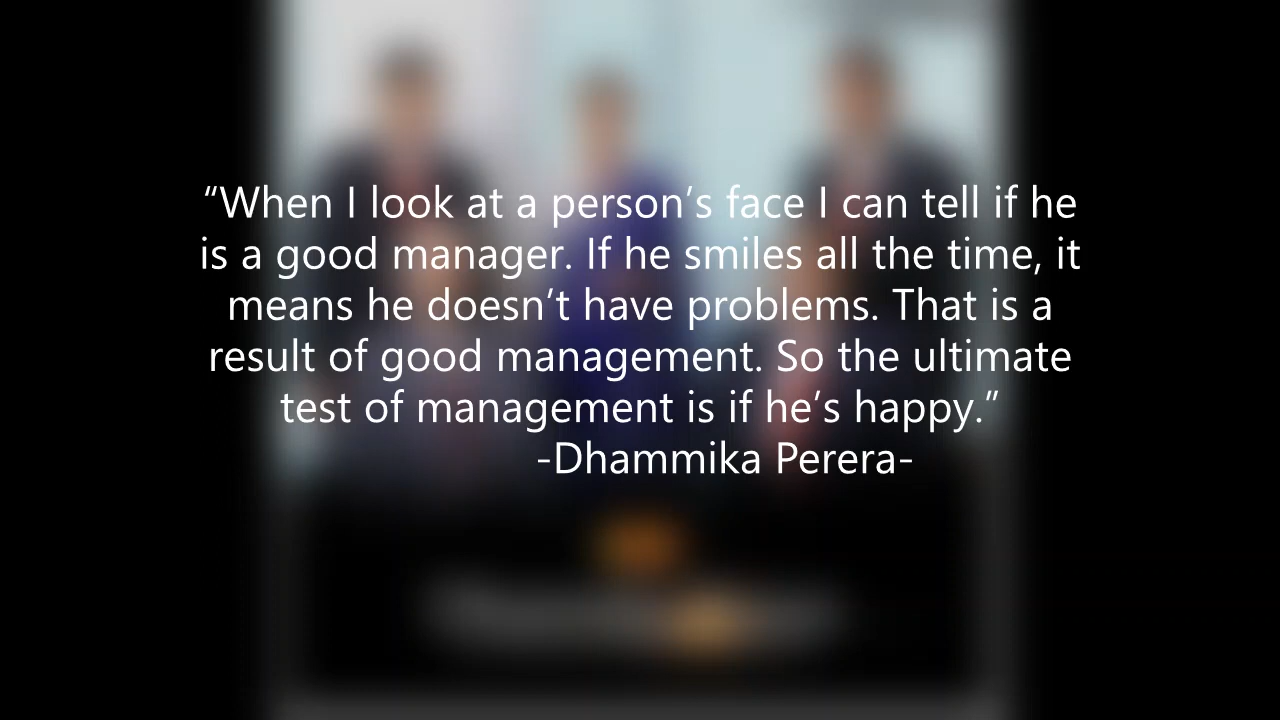 “When I look at a person’s face I can tell if he
is a good manager. If he smiles all the time, it
means he doesn’t have problems. That is a
result of good management. So the ultimate
test of management is if he’s happy.”
-Dhammika Perera-